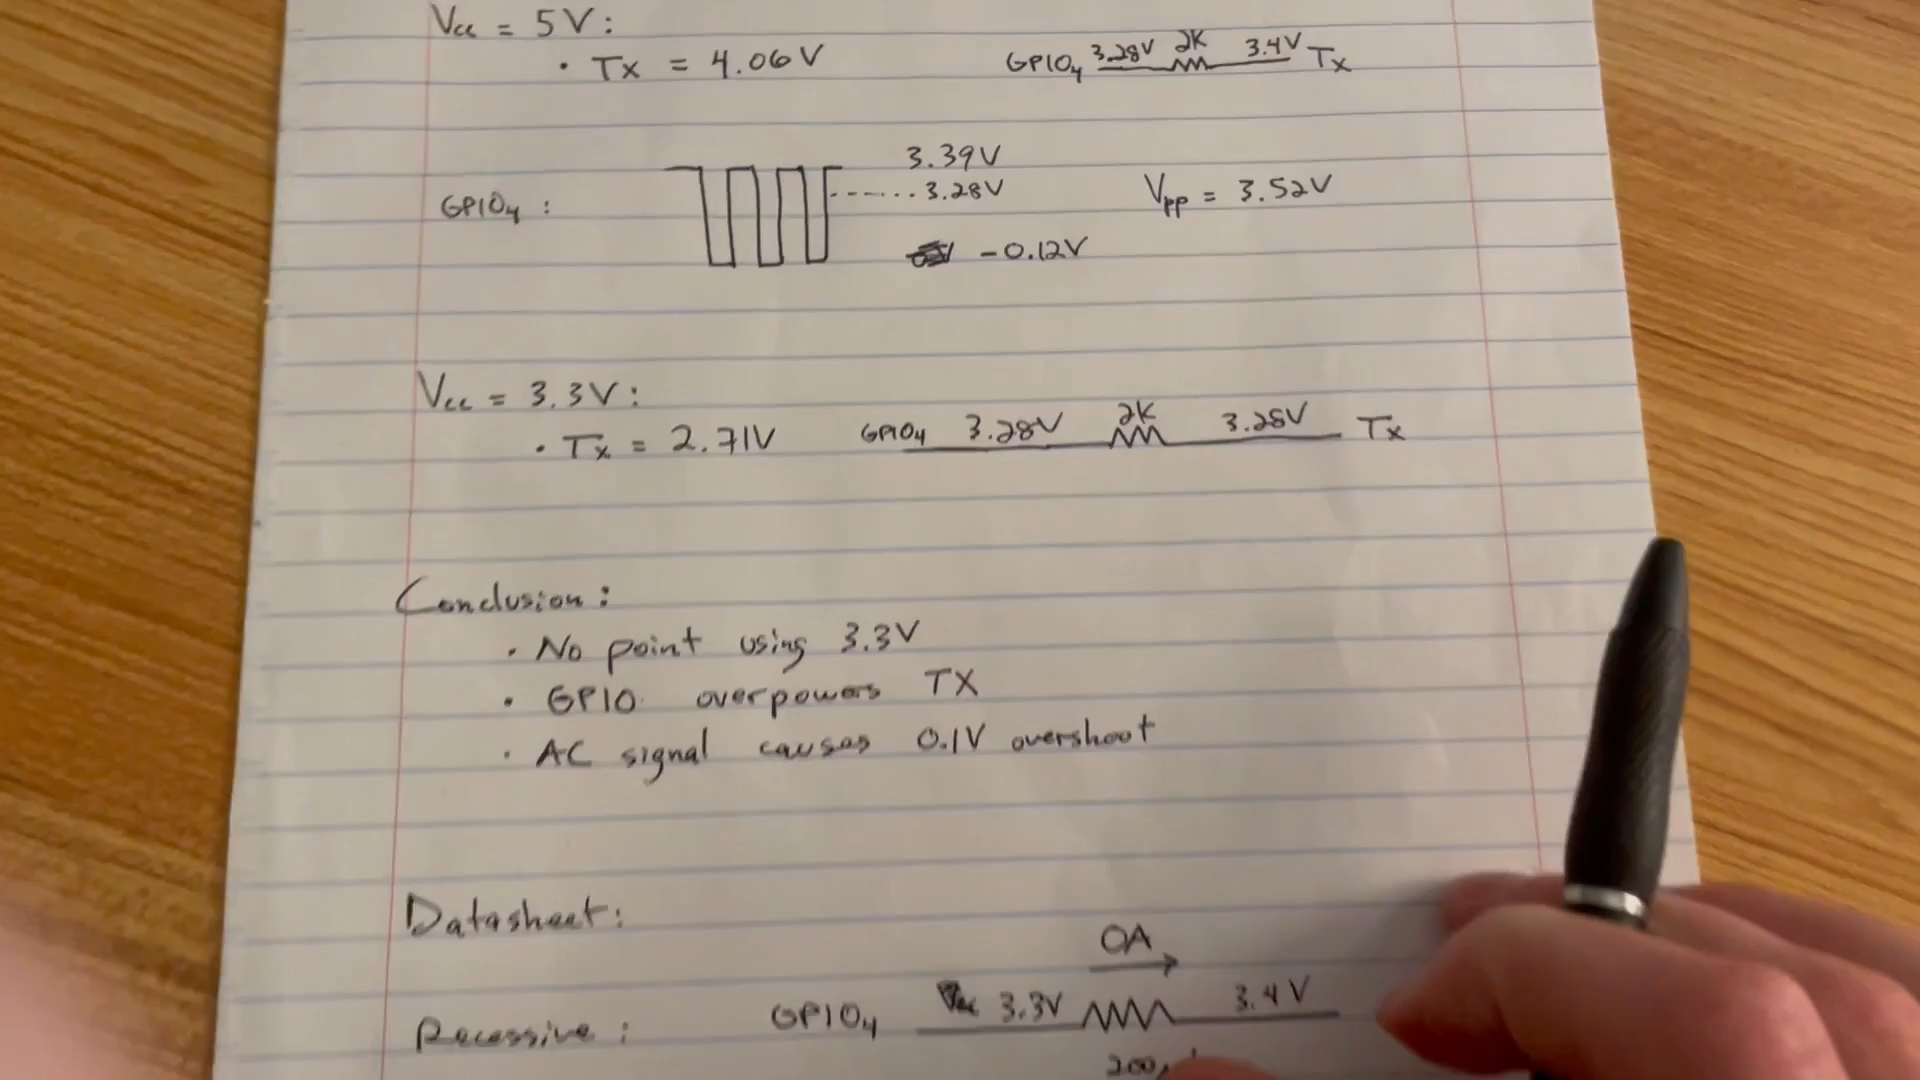 Vcc = 5V:
• Tx = 4.06V GPIO4 3.28V 2K 3.4V Tx
3.39V
GPIO4 : 3.28V Vpp = 3.52V
-0.12V
Vcc = 3.3V:
• Tx = 2.71V GPIO4 3.28V 2K 3.28V Tx
Conclusion:
• No point using 3.3V
• GPIO overpowers TX
• AC signal causes 0.1V overshoot
Datasheet:
0A
Recessive: GPIO4 3.3V 3.4V
200